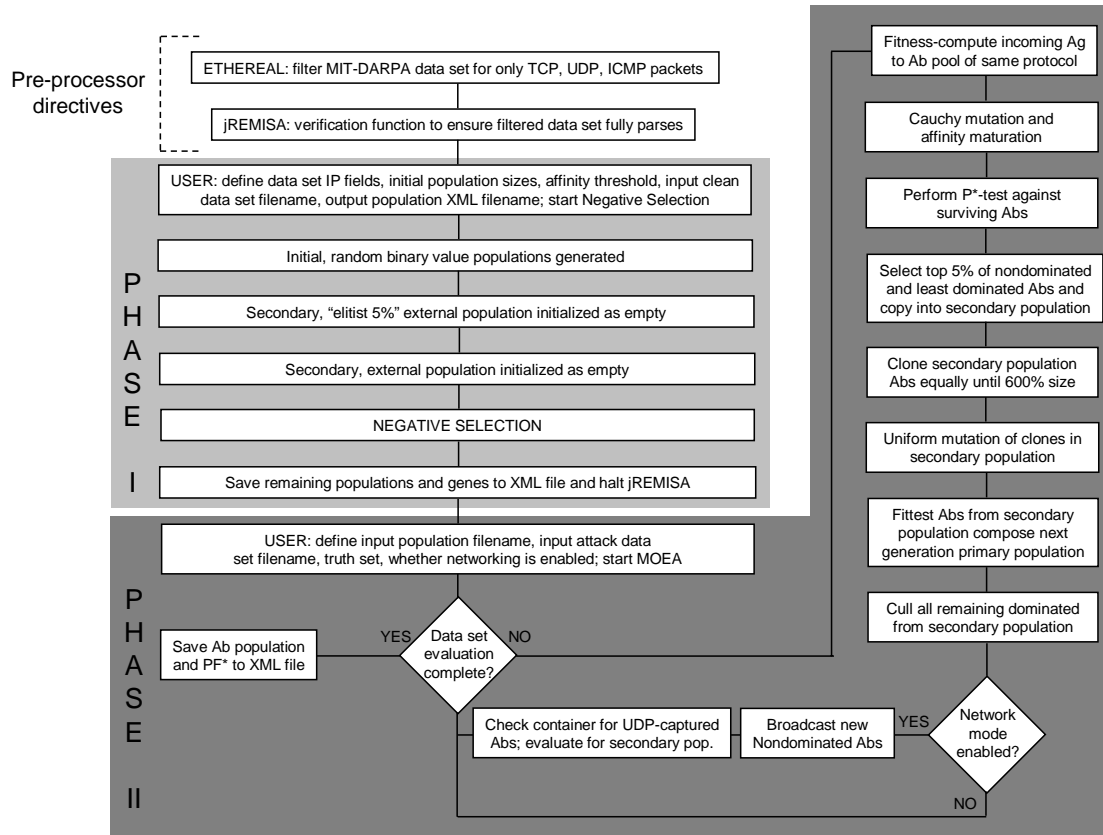 Pre-processor
directives
ETHEREAL: filter MIT-DARPA data set for only TCP, UDP, ICMP packets
jREMISA: verification function to ensure filtered data set fully parses
P
H
A
S
E
I
USER: define data set IP fields, initial population sizes, affinity threshold, input clean
data set filename, output population XML filename; start Negative Selection
Initial, random binary value populations generated
Secondary, “elitist 5%” external population initialized as empty
Secondary, external population initialized as empty
NEGATIVE SELECTION
Save remaining populations and genes to XML file and halt jREMISA
P
H
A
S
E
II
USER: define input population filename, input attack data
set filename, truth set, whether networking is enabled; start MOEA
Data set
evaluation
complete?
YES
NO
Save Ab population
and PF* to XML file
Fitness-compute incoming Ag
to Ab pool of same protocol
Cauchy mutation and
affinity maturation
Perform P*-test against
surviving Abs
Select top 5% of nondominated
and least dominated Abs and
copy into secondary population
Clone secondary population
Abs equally until 600% size
Uniform mutation of clones in
secondary population
Fittest Abs from secondary
population compose next
generation primary population
Cull all remaining dominated
from secondary population
Network
mode
enabled?
YES
NO
Broadcast new
Nondominated Abs
Check container for UDP-captured
Abs; evaluate for secondary pop.